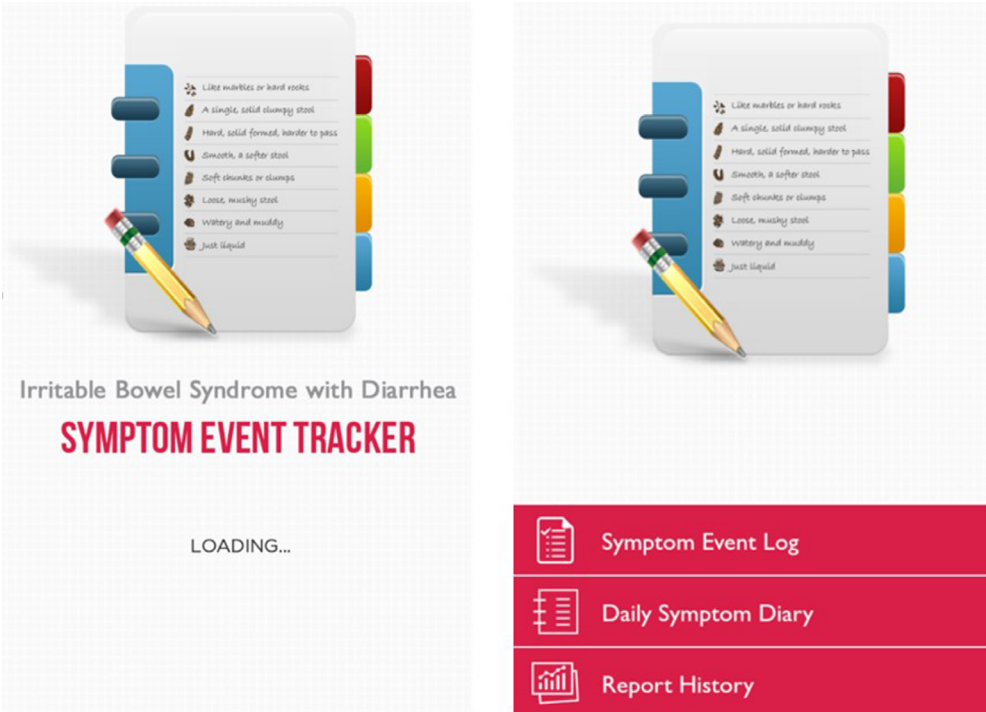 Like marbles or hard rocks
A single, solid clumpy stool
Hard, solid formed, harder to pass
Smooth, a softer stool
Soft chunks or clumps
Loose, mushy stool
Watery and muddy
Just liquid
Irritable Bowel Syndrome with Diarrhea
SYMPTOM EVENT TRACKER
LOADING...
Like marbles or hard rocks
A single, solid clumpy stool
Hard, solid formed, harder to pass
Smooth, a softer stool
Soft chunks or clumps
Loose, mushy stool
Watery and muddy
Just liquid
Symptom Event Log
Daily Symptom Diary
Report History